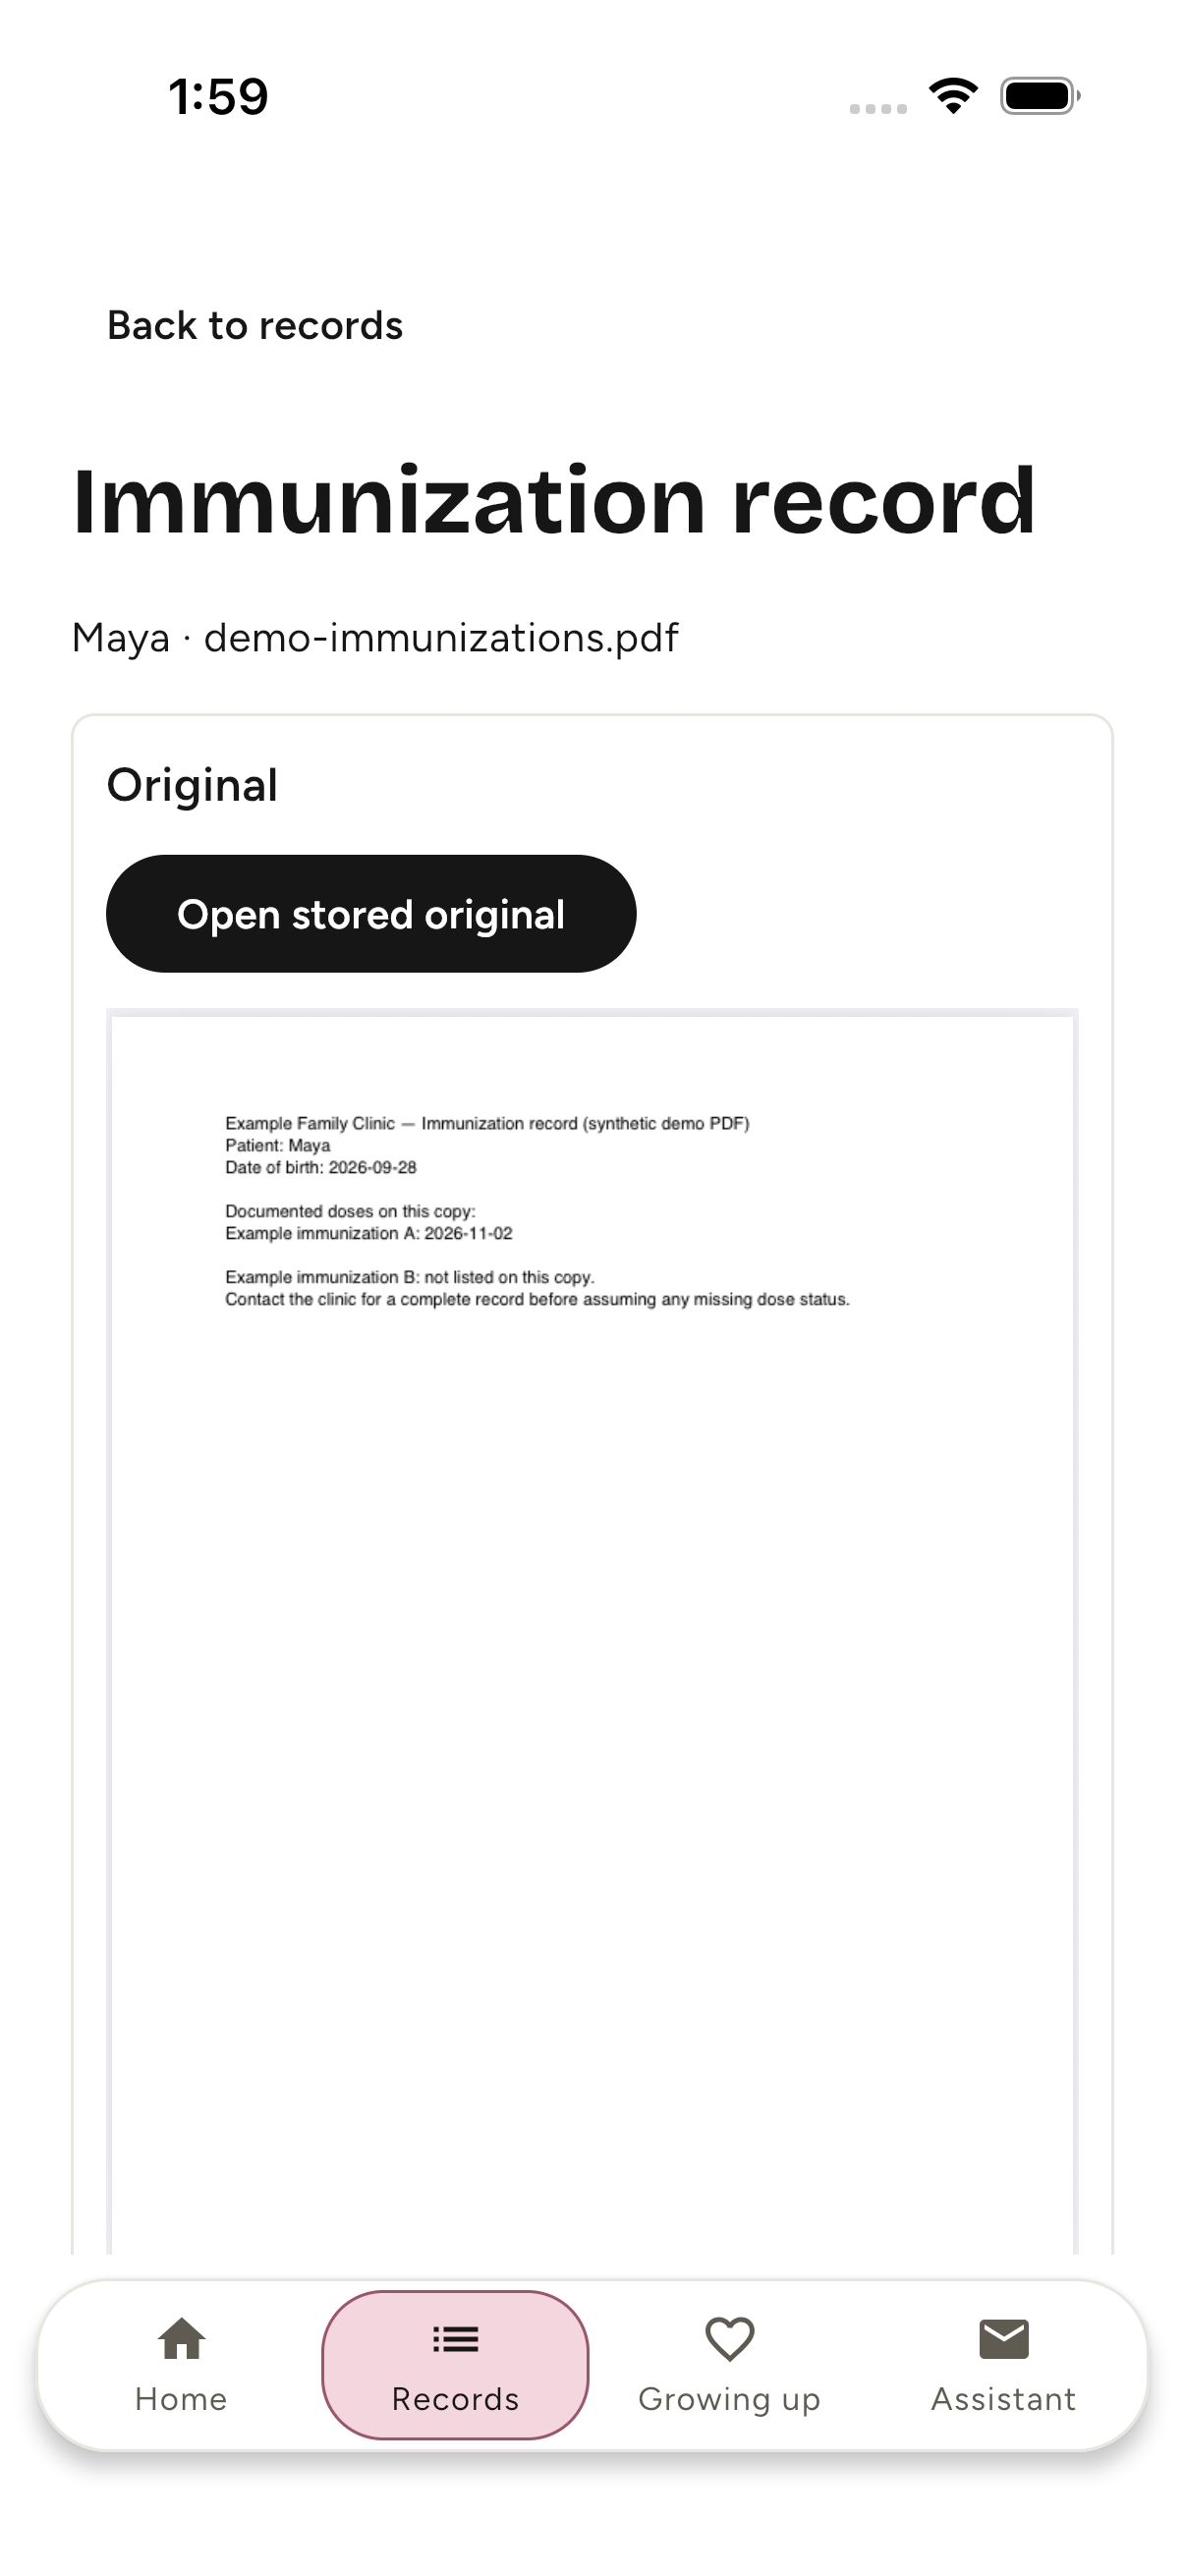 1:59
Back to records
Immunization record
Maya · demo-immunizations.pdf
Original
Open stored original
Example Family Clinic — Immunization record (synthetic demo PDF)
Patient: Maya
Date of birth: 2026-09-28
Documented doses on this copy:
Example immunization A: 2026-11-02
Example immunization B: not listed on this copy.
Contact the clinic for a complete record before assuming any missing dose status.
Home
Records
Growing up
Assistant